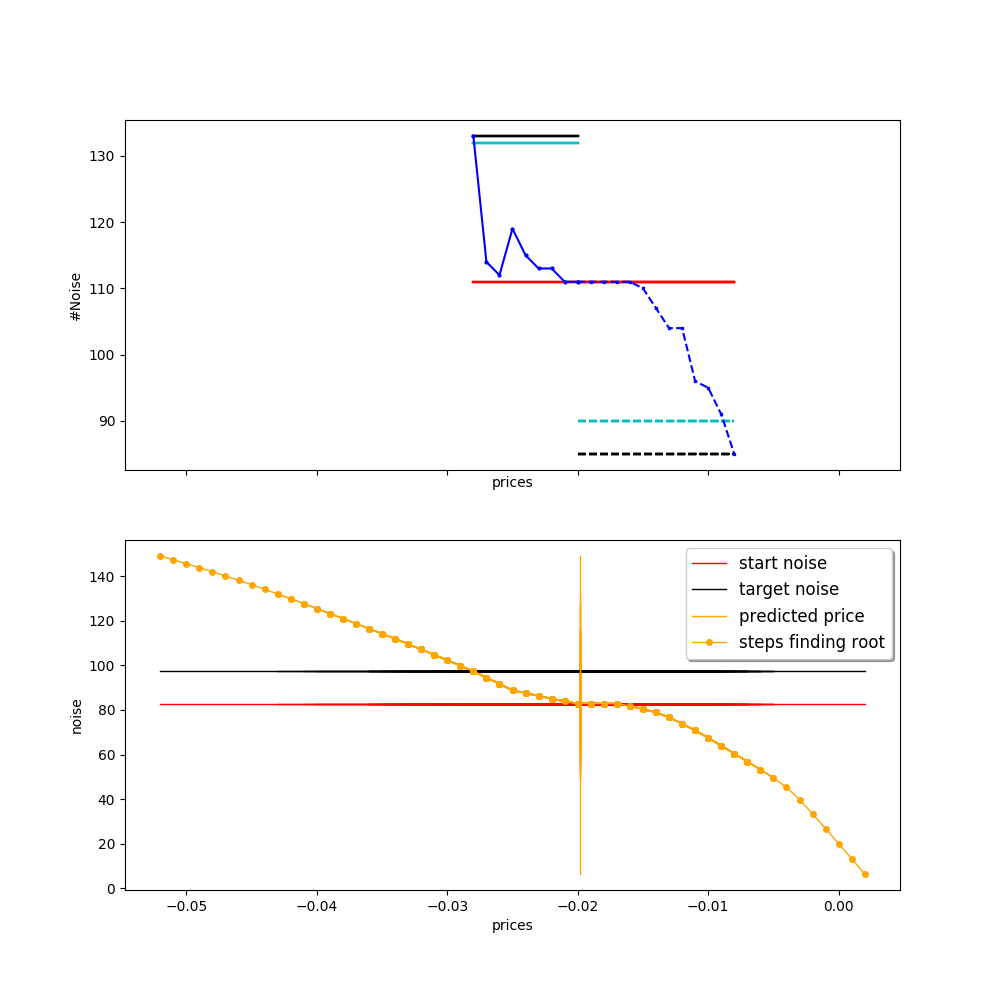 130
120
110
100
90
#Noise
prices
140
120
100
80
60
40
20
0
noise
start noise
target noise
predicted price
steps finding root
−0.05 −0.04 −0.03 −0.02 −0.01 0.00
prices